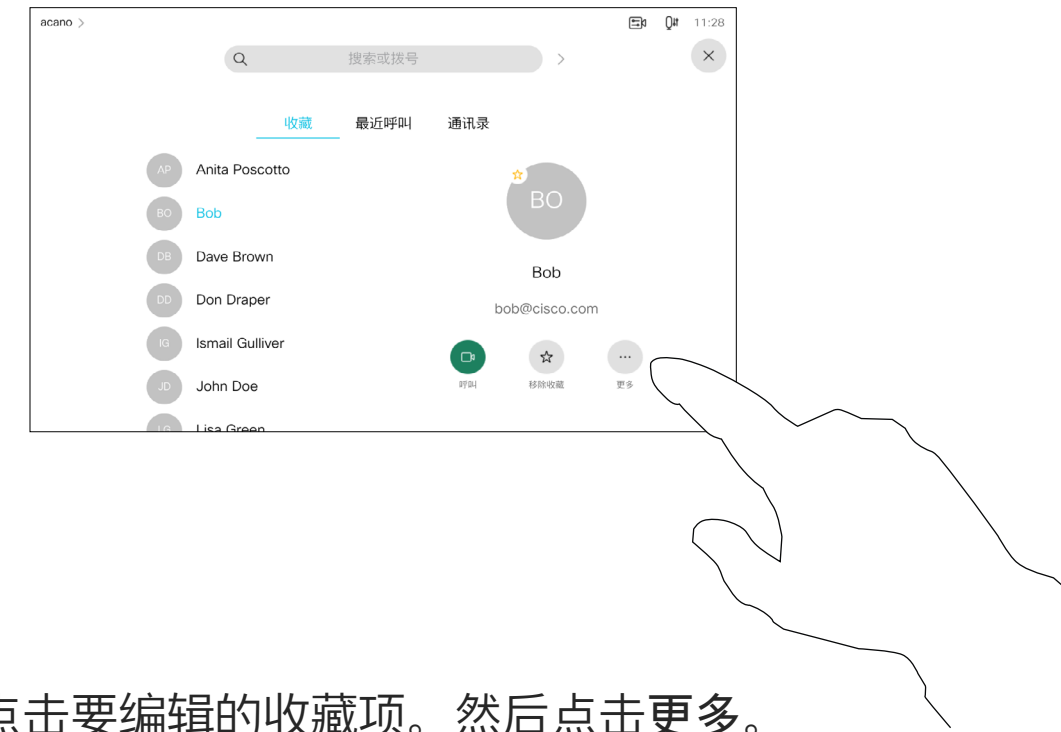 acano >
11:28
搜索或拨号 >
收藏 最近呼叫 通讯录
AP Anita Poscotto
BO Bob
DB Dave Brown
DD Don Draper
IG Ismail Gulliver
JD John Doe
LG Lisa Green
BO
Bob
bob@cisco.com
呼叫 移除收藏 更多
点击要编辑的收藏项。然后点击更多。